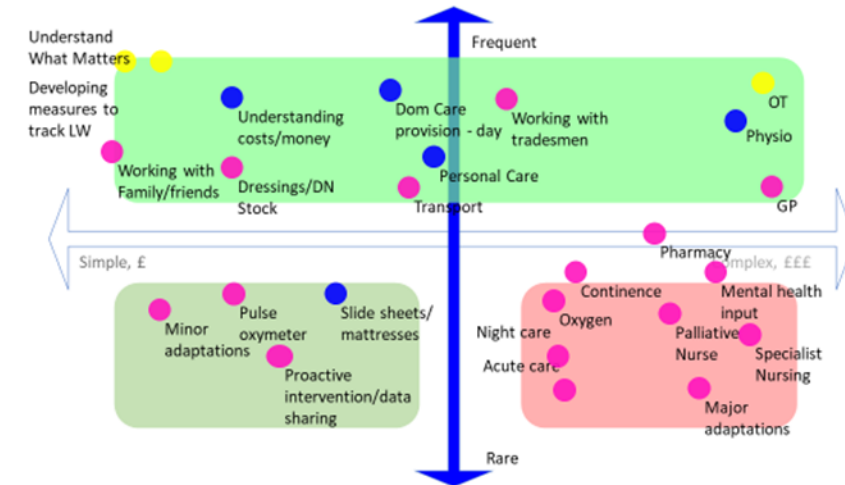 Understand
What Matters
Frequent
Developing
measures to
track LW
Understanding
costs/money
Dom Care
provision - day
Working with
tradesmen
OT
Physio
Working with
Family/friends
Dressings/DN
Stock
Personal Care
Transport
GP
Simple, £
Pharmacy
omplex, £££
Continence
Mental health
input
Minor
adaptations
Pulse
oxymeter
Slide sheets/
mattresses
Oxygen
Night care
Acute care
Palliative
Nurse
Specialist
Nursing
Proactive
intervention/data
sharing
Major
adaptations
Rare